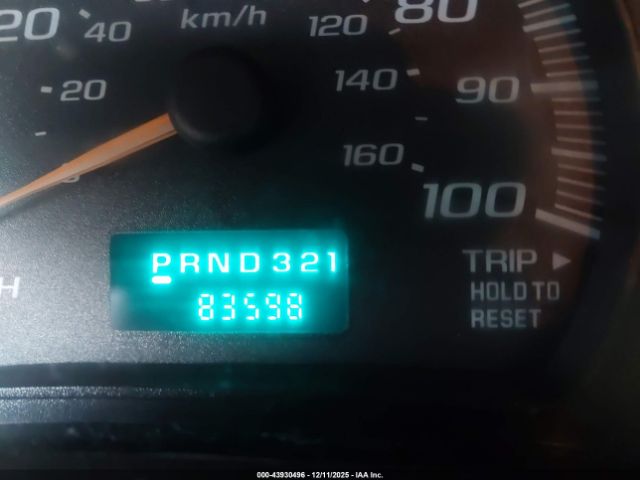 20 40 km/h 120 80
20 140 90
160
0 100
PRND321
83598
H
TRIP ►
HOLD TO
RESET
000-43930496 - 12/11/2025 - IAA Inc.